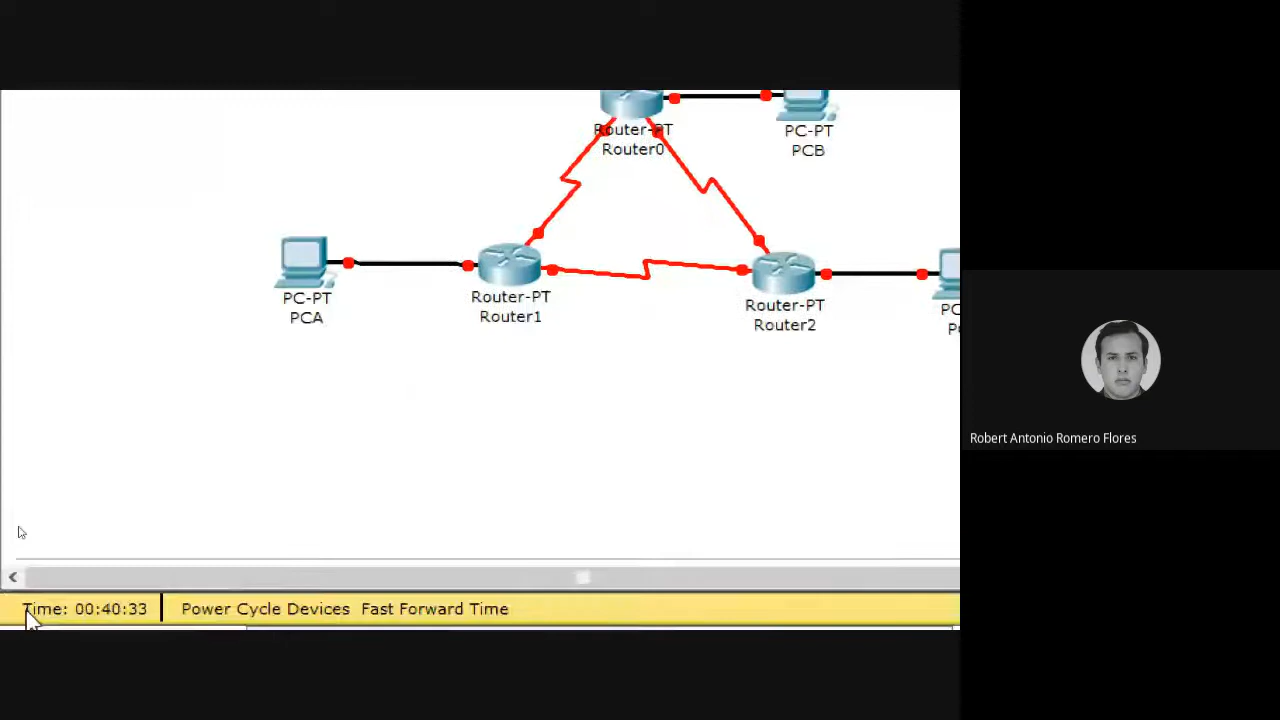 Router-PT
Router0
PC-PT
PCB
PC-PT
PCA
Router-PT
Router1
Router-PT
Router2
Robert Antonio Romero Flores
Time: 00:40:33 Power Cycle Devices Fast Forward Time